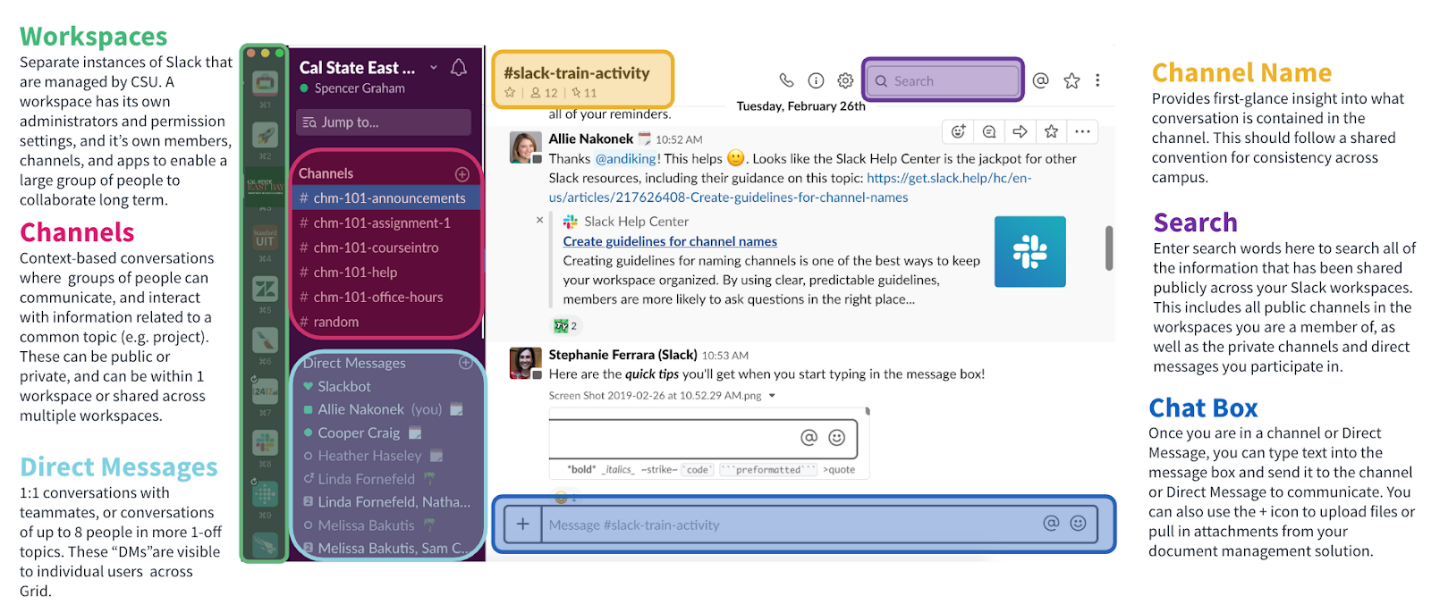 Workspaces
Separate instances of Slack that
are managed by CSU. A
workspace has its own
administrators and permission
settings, and it's own members,
channels, and apps to enable a
large group of people to
collaborate long term.
Channels
Context-based conversations
where groups of people can
communicate, and interact
with information related to a
common topic (e.g. project).
These can be public or
private, and can be within 1
workspace or shared across
multiple workspaces.
Direct Messages
1:1 conversations with
teammates, or conversations
of up to 8 people in more 1-off
topics. These “DMs”are visible
to individual users across
Grid.
⌘1
⌘2
CAL STATE
EAST BAY
⌘3
UIT
⌘4
⌘5
⌘6
⌘7
⌘8
⌘9
Cal State East ...
Spencer Graham
Jump to...
Channels
# chm-101-announcements
# chm-101-assignment-1
# chm-101-courseintro
# chm-101-help
# chm-101-office-hours
# random
Direct Messages
Slackbot
Allie Nakonek (you)
Cooper Craig
Heather Haseley
Linda Fornefeld
2 Linda Fornefeld, Natha...
Melissa Bakutis
2 Melissa Bakutis, Sam C...
#slack-train-activity
12 | 11
Search
Tuesday, February 26th
all of your reminders.
Allie Nakonek 10:52 AM
Thanks @andiking! This helps 🙂. Looks like the Slack Help Center is the jackpot for other
Slack resources, including their guidance on this topic: https://get.slack.help/hc/en-
us/articles/217626408-Create-guidelines-for-channel-names
Slack Help Center
Create guidelines for channel names
Creating guidelines for naming channels is one of the best ways to keep
your workspace organized. By using clear, predictable guidelines,
members are more likely to ask questions in the right place...
2
Stephanie Ferrara (Slack) 10:53 AM
Here are the quick tips you'll get when you start typing in the message box!
Screen Shot 2019-02-26 at 10.52.29 AM.png
*bold* _italics_ ~strike~ `code` ```preformatted``` >quote
+ Message #slack-train-activity @
Channel Name
Provides first-glance insight into what
conversation is contained in the
channel. This should follow a shared
convention for consistency across
campus.
Search
Enter search words here to search all of
the information that has been shared
publicly across your Slack workspaces.
This includes all public channels in the
workspaces you are a member of, as
well as the private channels and direct
messages you participate in.
Chat Box
Once you are in a channel or Direct
Message, you can type text into the
message box and send it to the channel
or Direct Message to communicate. You
can also use the + icon to upload files or
pull in attachments from your
document management solution.